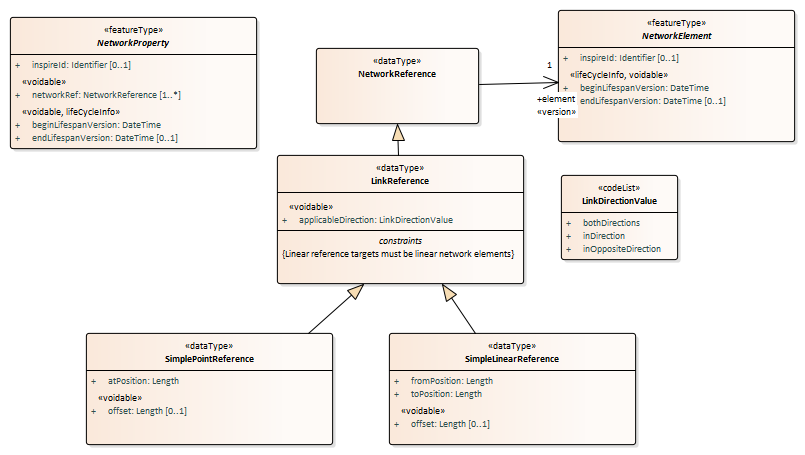 «featureType»
NetworkProperty
+ inspireId: Identifier [0..1]
«voidable»
+ networkRef: NetworkReference [1..*]
«voidable, lifeCycleInfo»
+ beginLifespanVersion: DateTime
+ endLifespanVersion: DateTime [0..1]
«dataType»
NetworkReference
1
+element
«version»
«featureType»
NetworkElement
+ inspireId: Identifier [0..1]
«lifeCycleInfo, voidable»
+ beginLifespanVersion: DateTime
endLifespanVersion: DateTime [0..1]
«dataType»
LinkReference
«voidable»
+ applicableDirection: LinkDirectionValue
constraints
{Linear reference targets must be linear network elements}
«codeList»
LinkDirectionValue
+ bothDirections
+ inDirection
+ inOppositeDirection
«dataType»
SimplePointReference
+ atPosition: Length
«voidable»
+ offset: Length [0..1]
«dataType»
SimpleLinearReference
+ fromPosition: Length
+ toPosition: Length
«voidable»
+ offset: Length [0..1]